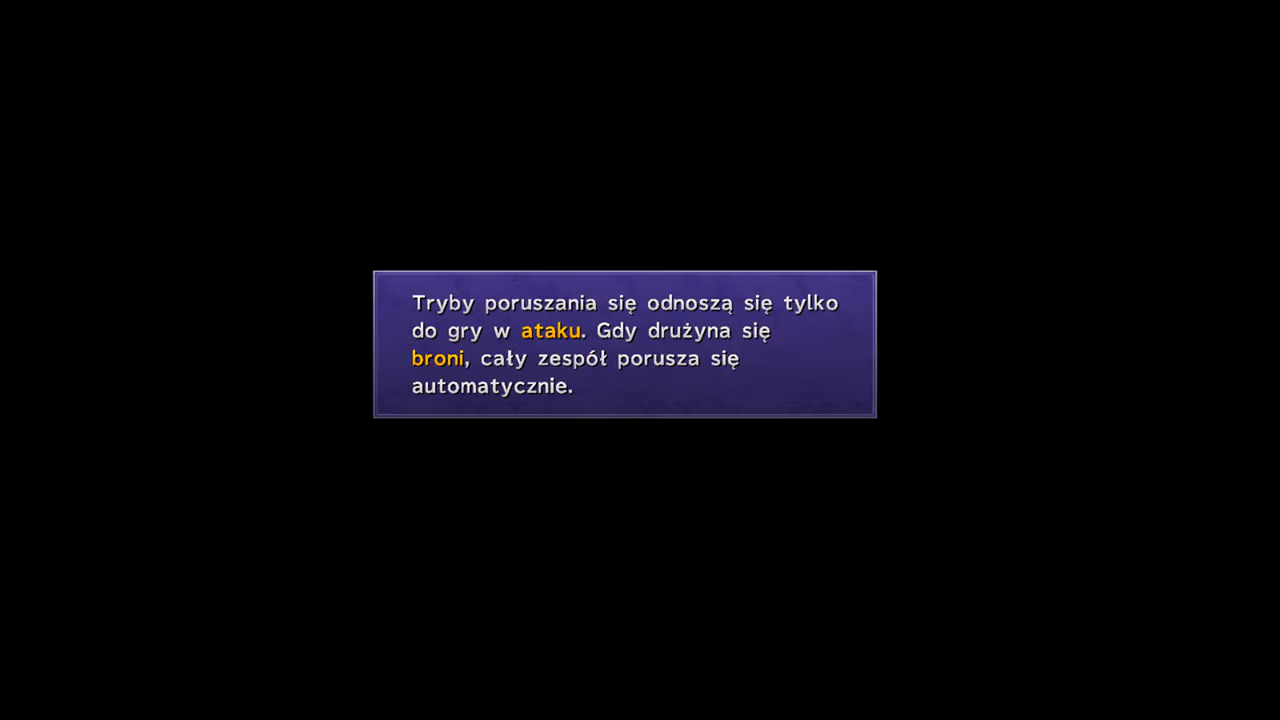 Tryby poruszania się odnoszą się tylko
do gry w ataku. Gdy drużyna się
broni, cały zespół porusza się
automatycznie.